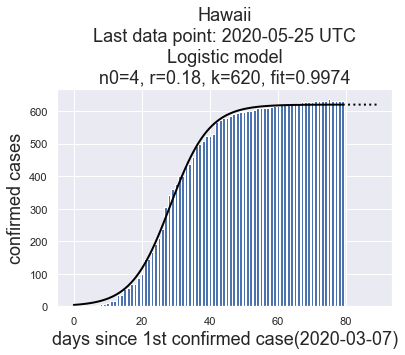 Hawaii
Last data point: 2020-05-25 UTC
Logistic model
n0=4, r=0.18, k=620, fit=0.9974
600
500
400
300
200
100
0
confirmed cases
0 20 40 60 80
days since 1st confirmed case(2020-03-07)